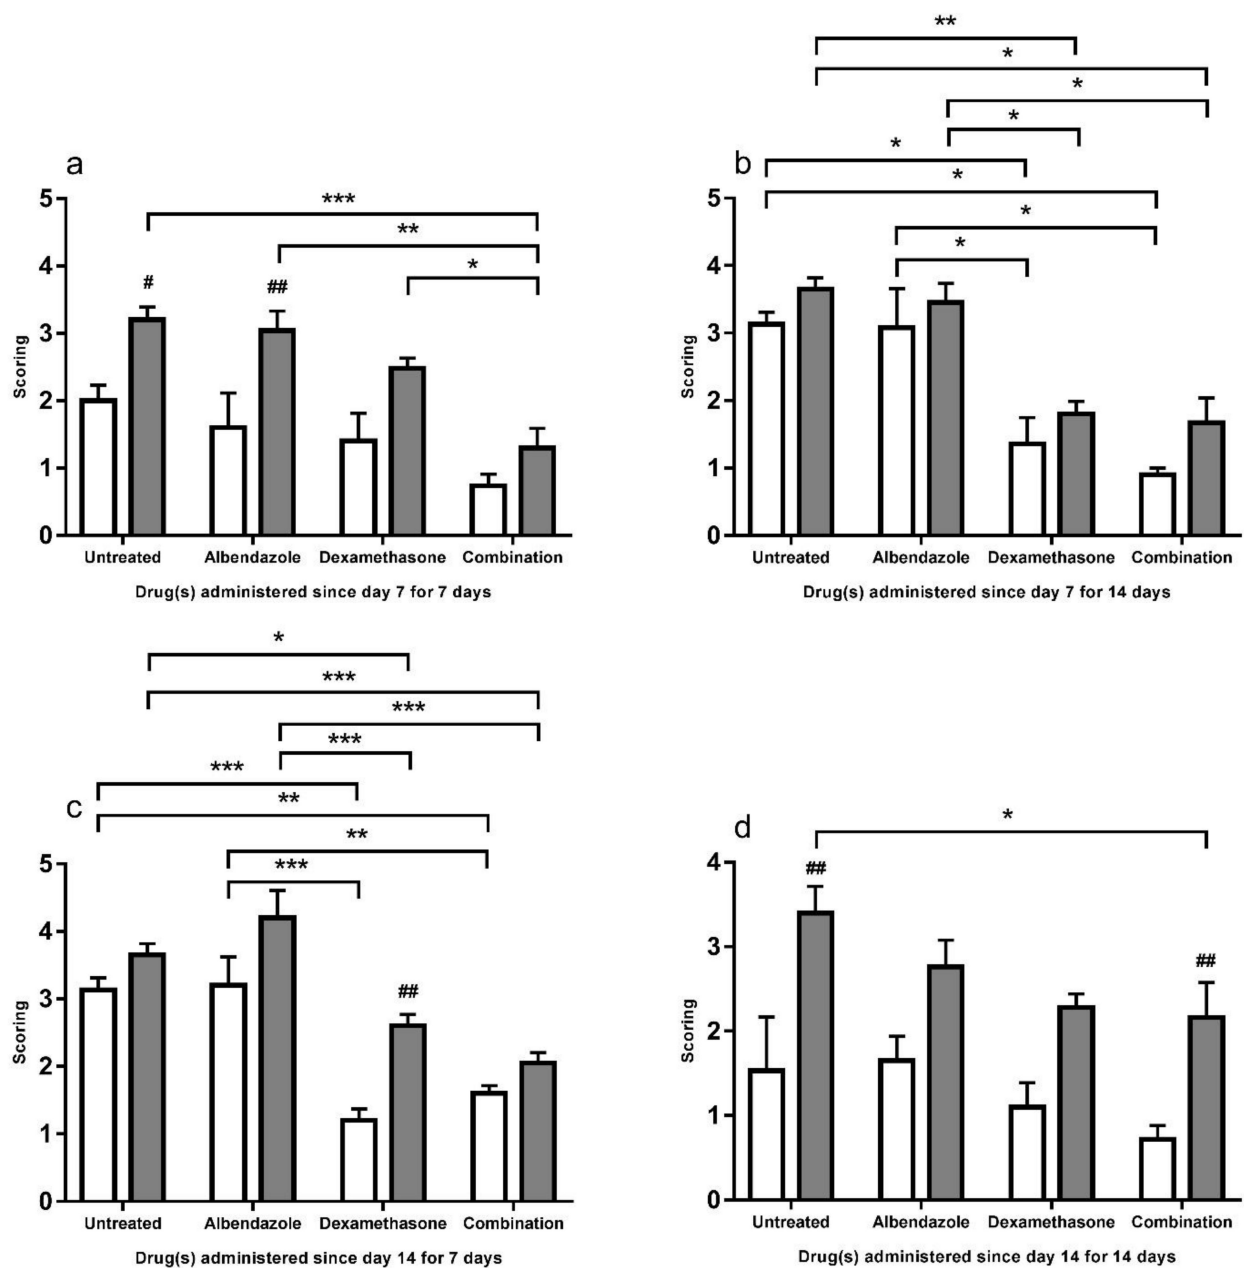 a
***
**
*
# ##
5
4
3
2
1
0
Scoring
Untreated Albendazole Dexamethasone Combination
Drug(s) administered since day 7 for 7 days
**
*
*
*
b
*
*
*
*
5
4
3
2
1
0
Scoring
Untreated Albendazole Dexamethasone Combination
Drug(s) administered since day 7 for 14 days
*
***
***
***
***
c
**
**
***
##
5
4
3
2
1
0
Scoring
Untreated Albendazole Dexamethasone Combination
Drug(s) administered since day 14 for 7 days
d
*
## ##
4
3
2
1
0
Scoring
Untreated Albendazole Dexamethasone Combination
Drug(s) administered since day 14 for 14 days